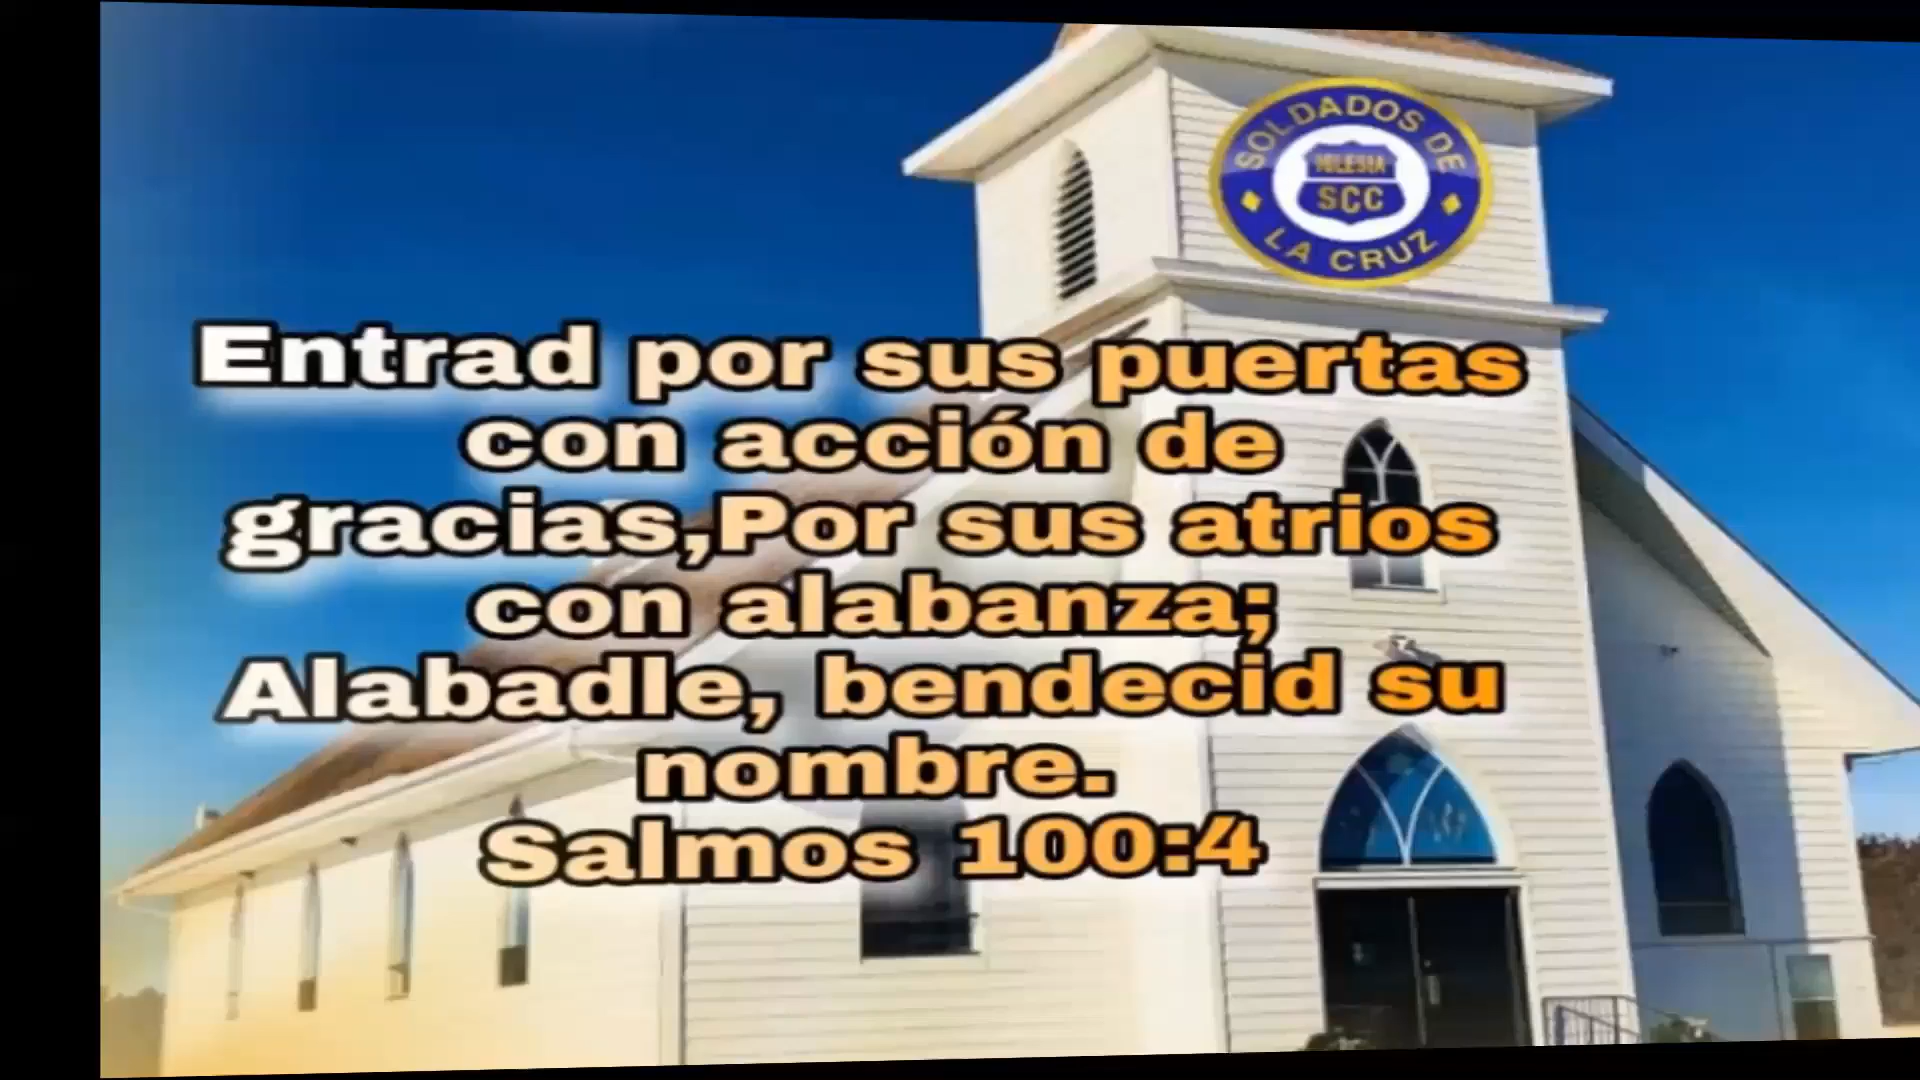 SOLDADOS DE
IGLESIA
SCC
LA CRUZ
Entrad por sus puertas
con acción de
gracias,Por sus atrios
con alabanza;
Alabadle, bendecid su
nombre.
Salmos 100:4